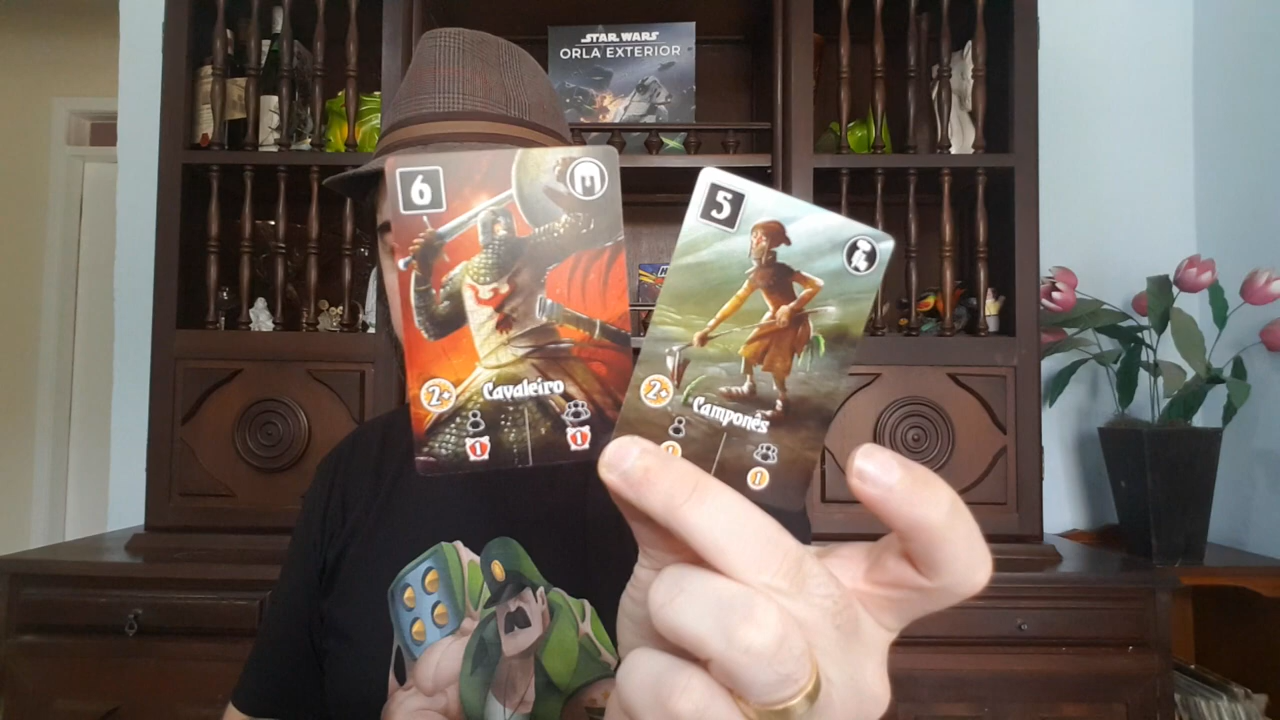 STAR WARS
ORLA EXTERIOR
6
2+
Cavaleiro
1
1
5
2+
Camponês
1